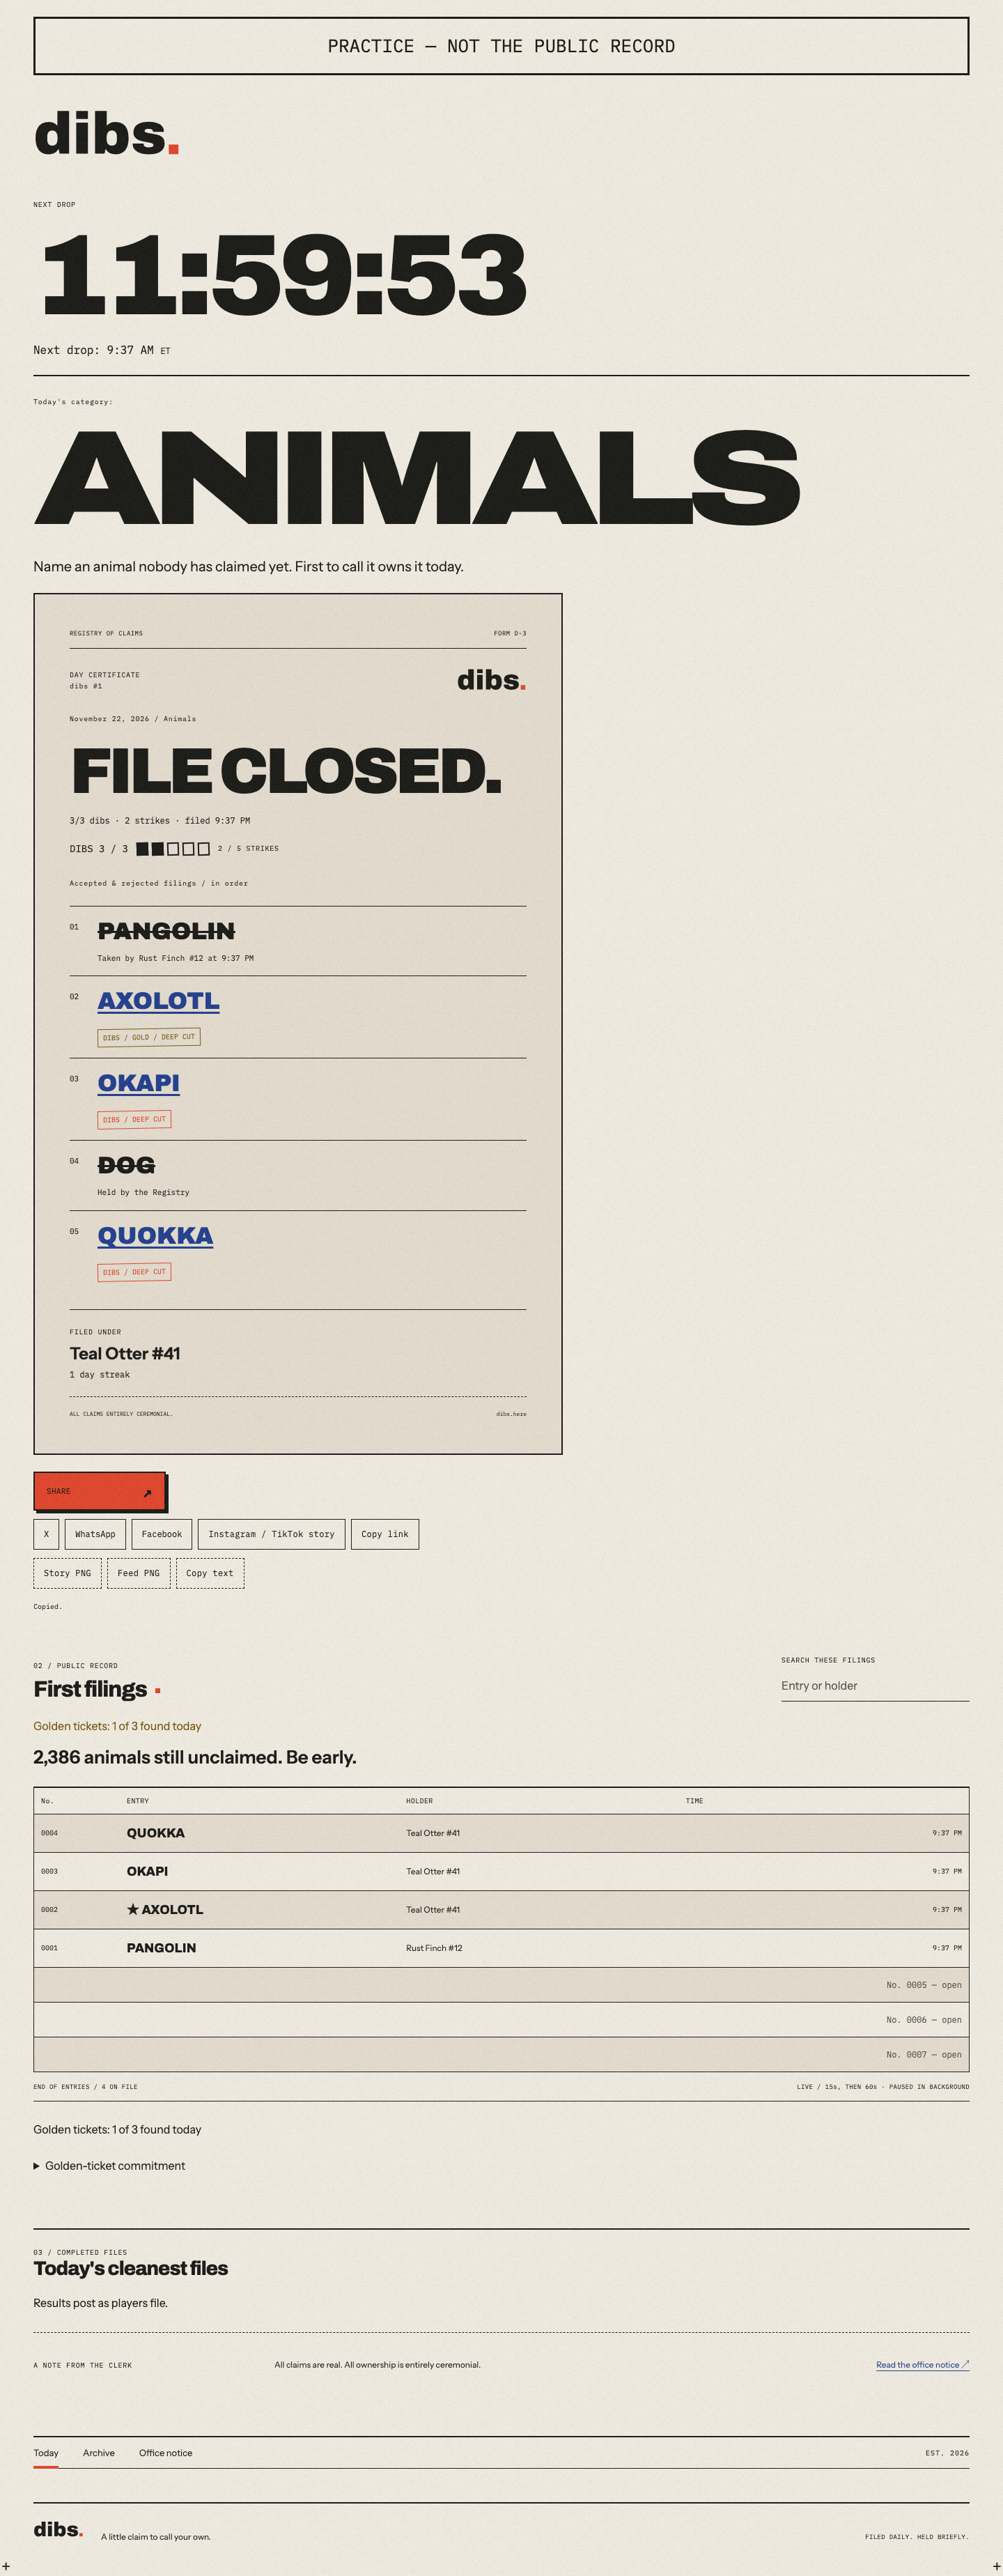 PRACTICE — NOT THE PUBLIC RECORD
dibs.
NEXT DROP
11:59:53
Next drop: 9:37 AM ET
Today's category:
ANIMALS
Name an animal nobody has claimed yet. First to call it owns it today.
REGISTRY OF CLAIMS
FORM D-3
DAY CERTIFICATE
dibs #1
dibs.
November 22, 2026 / Animals
FILE CLOSED.
3/3 dibs · 2 strikes · filed 9:37 PM
DIBS 3 / 3
2 / 5 STRIKES
Accepted & rejected filings / in order
01 PANGOLIN
Taken by Rust Finch #12 at 9:37 PM
02 AXOLOTL
DIBS / GOLD / DEEP CUT
03 OKAPI
DIBS / DEEP CUT
04 DOG
Held by the Registry
05 QUOKKA
DIBS / DEEP CUT
FILED UNDER
Teal Otter #41
1 day streak
ALL CLAIMS ENTIRELY CEREMONIAL.
dibs.here
SHARE ↗
X WhatsApp Facebook Instagram / TikTok story Copy link
Story PNG Feed PNG Copy text
Copied.
02 / PUBLIC RECORD
First filings
SEARCH THESE FILINGS
Entry or holder
Golden tickets: 1 of 3 found today
2,386 animals still unclaimed. Be early.
No. ENTRY HOLDER TIME
0004 QUOKKA Teal Otter #41 9:37 PM
0003 OKAPI Teal Otter #41 9:37 PM
0002 ★ AXOLOTL Teal Otter #41 9:37 PM
0001 PANGOLIN Rust Finch #12 9:37 PM
No. 0005 — open
No. 0006 — open
No. 0007 — open
END OF ENTRIES / 4 ON FILE
LIVE / 15s, THEN 60s · PAUSED IN BACKGROUND
Golden tickets: 1 of 3 found today
▶ Golden-ticket commitment
03 / COMPLETED FILES
Today's cleanest files
Results post as players file.
A NOTE FROM THE CLERK
All claims are real. All ownership is entirely ceremonial.
Read the office notice ↗
Today Archive Office notice
EST. 2026
dibs.
A little claim to call your own.
FILED DAILY. HELD BRIEFLY.
+ +